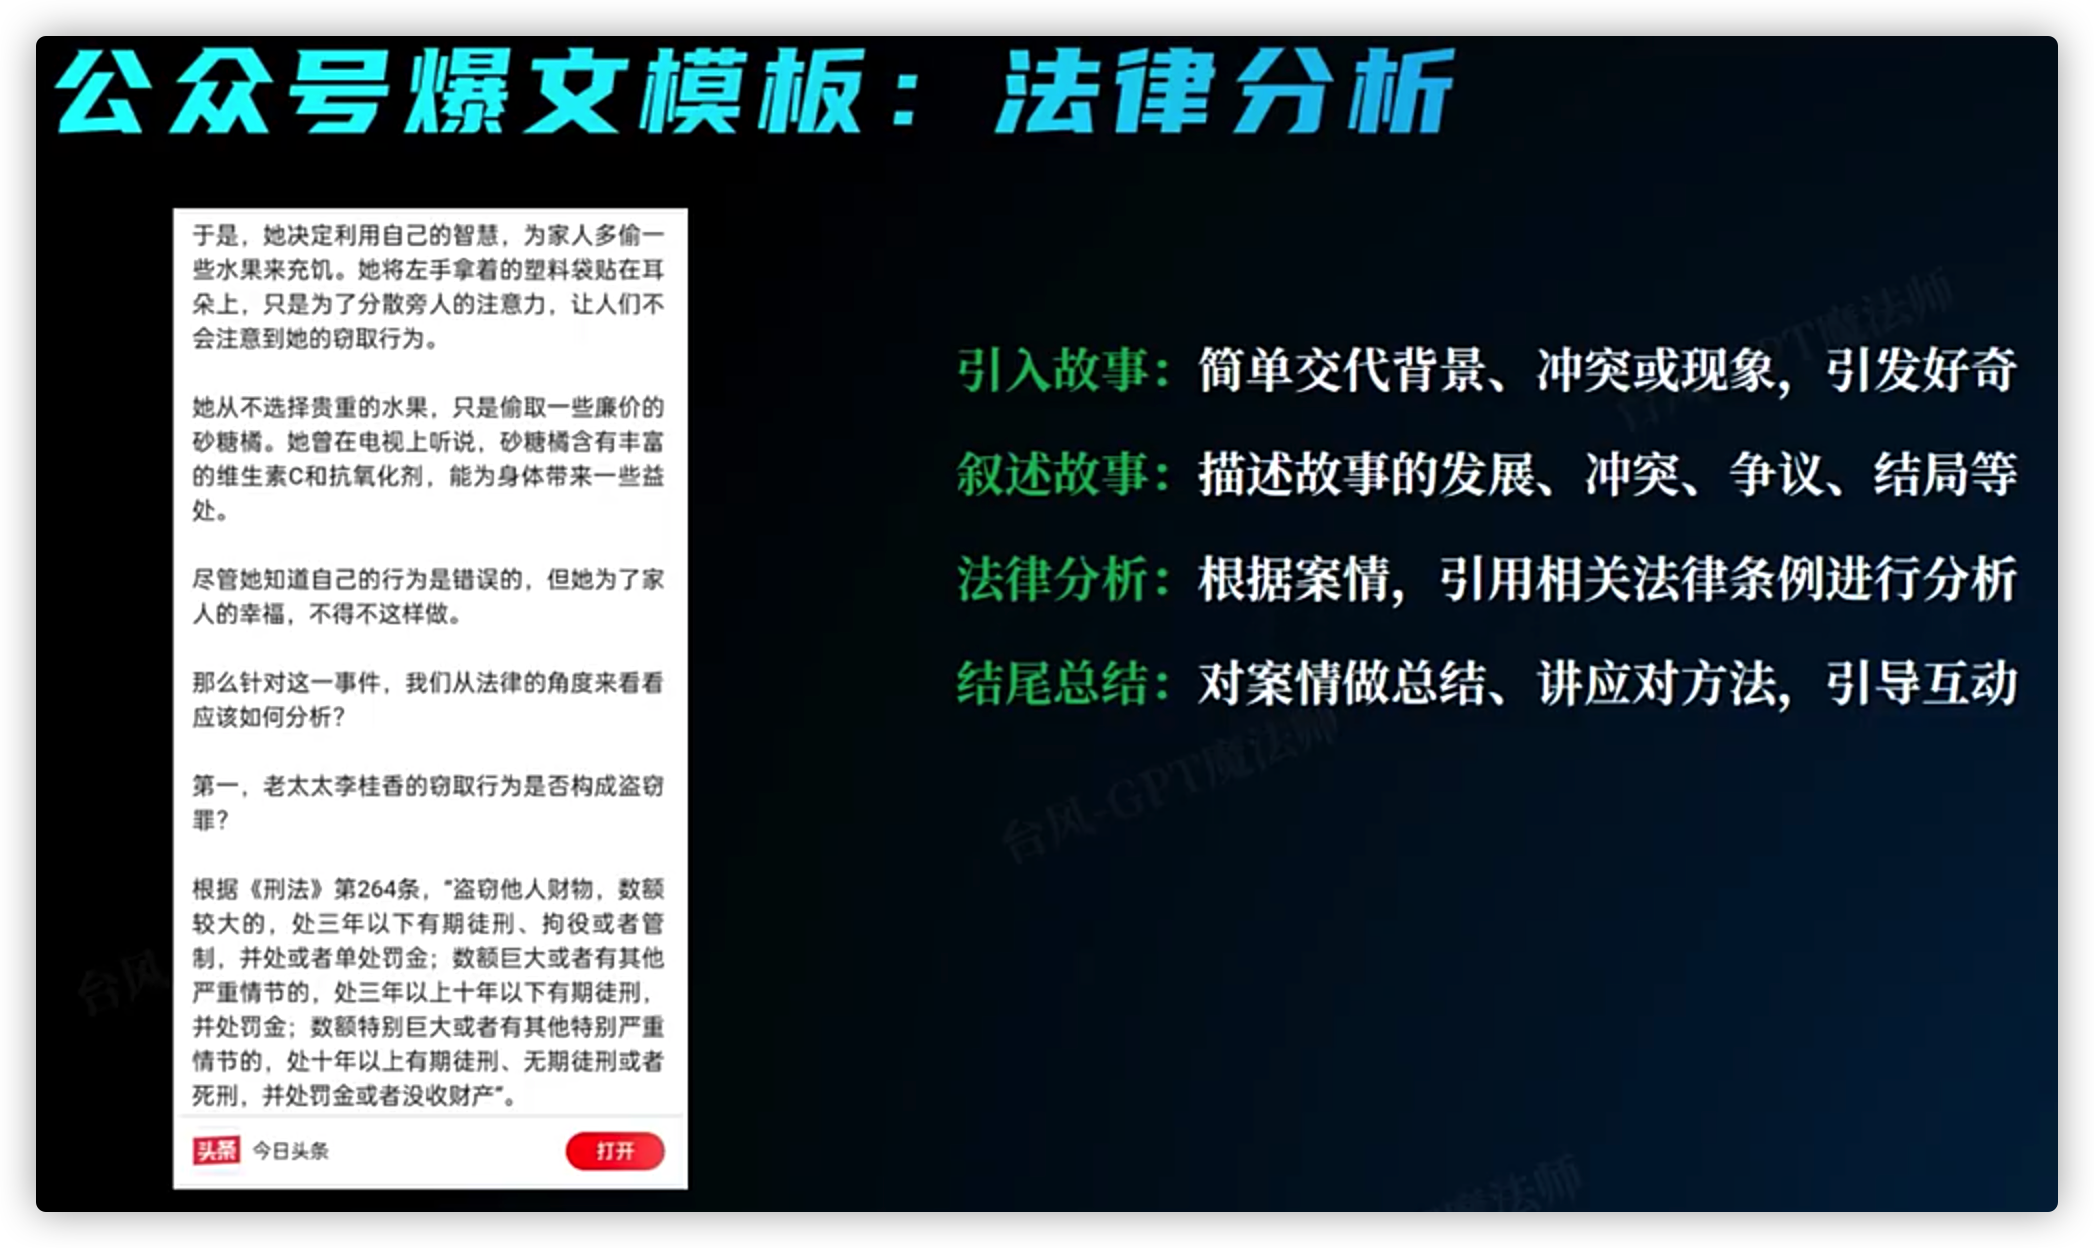 公众号爆文模板：法律分析
于是，她决定利用自己的智慧，为家人多偷一
些水果来充饥。她将左手拿着的塑料袋贴在耳
朵上，只是为了分散旁人的注意力，让人们不
会注意到她的窃取行为。
她从不选择贵重的水果，只是偷取一些廉价的
砂糖橘。她曾在电视上听说，砂糖橘含有丰富
的维生素C和抗氧化剂，能为身体带来一些益
处。
尽管她知道自己的行为是错误的，但她为了家
人的幸福，不得不这样做。
那么针对这一事件，我们从法律的角度来看看
应该如何分析？
第一，老太太李桂香的窃取行为是否构成盗窃
罪？
根据《刑法》第264条，“盗窃他人财物，数额
较大的，处三年以下有期徒刑、拘役或者管
制，并处或者单处罚金；数额巨大或者有其他
严重情节的，处三年以上十年以下有期徒刑，
并处罚金；数额特别巨大或者有其他特别严重
情节的，处十年以上有期徒刑、无期徒刑或者
死刑，并处罚金或者没收财产”。
头条 今日头条 打开
引入故事：简单交代背景、冲突或现象，引发好奇
叙述故事：描述故事的发展、冲突、争议、结局等
法律分析：根据案情，引用相关法律条例进行分析
结尾总结：对案情做总结、讲应对方法，引导互动
台风-GPT魔法师
台风-GPT魔法师
台风
魔法师